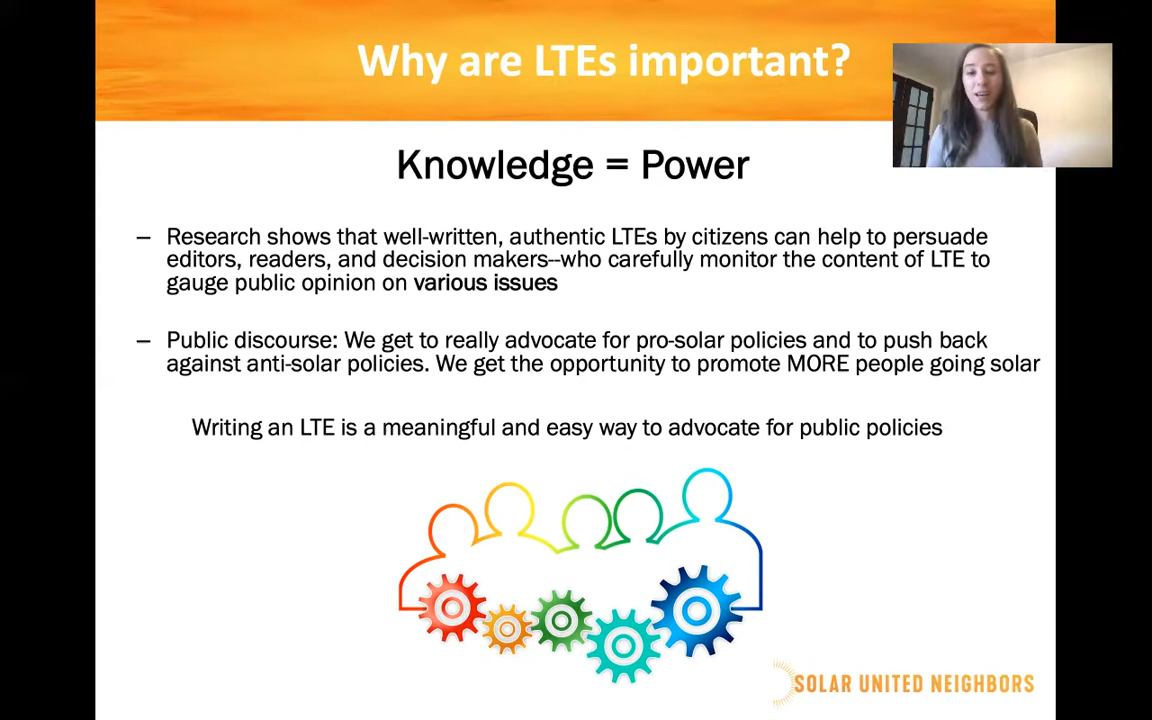 Why are LTEs important?
Knowledge = Power
– Research shows that well-written, authentic LTEs by citizens can help to persuade
editors, readers, and decision makers--who carefully monitor the content of LTE to
gauge public opinion on various issues
– Public discourse: We get to really advocate for pro-solar policies and to push back
against anti-solar policies. We get the opportunity to promote MORE people going solar
Writing an LTE is a meaningful and easy way to advocate for public policies
SOLAR UNITED NEIGHBORS